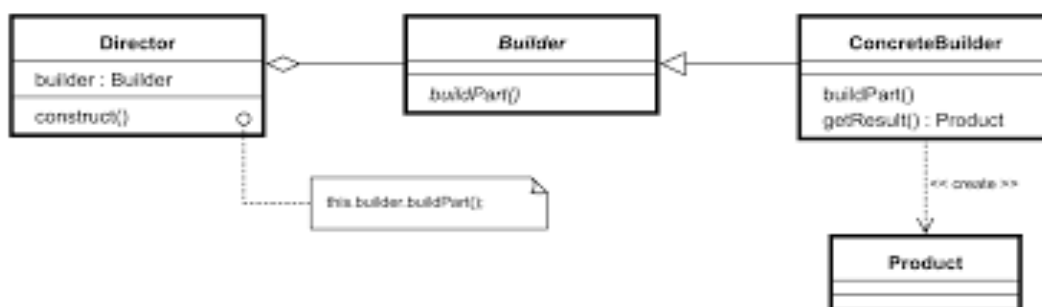 Director
builder : Builder
construct()
this.builder.buildPart();
Builder
buildPart()
ConcreteBuilder
buildPart()
getResult() : Product
<< create >>
Product